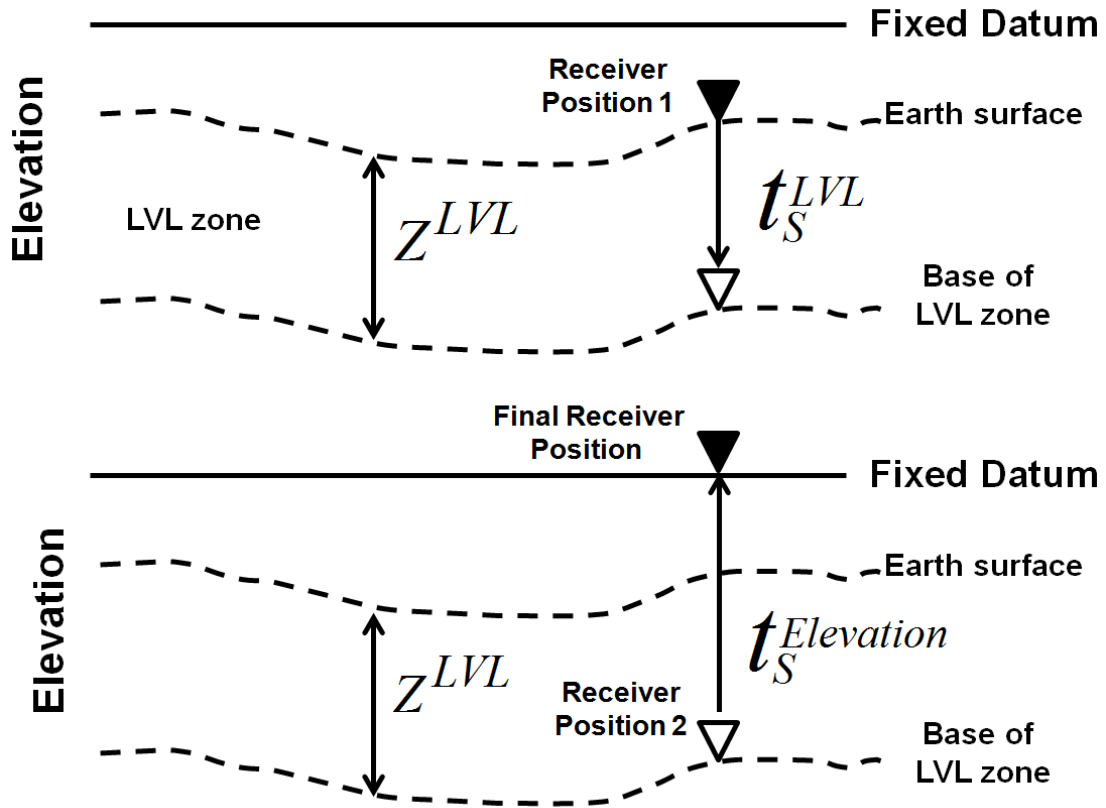 Fixed Datum
Elevation
Receiver
Position 1
Earth surface
LVL zone
Z^{LVL}
t_S^{LVL}
Base of
LVL zone
Final Receiver
Position
Fixed Datum
Elevation
Earth surface
Z^{LVL}
t_S^{Elevation}
Receiver
Position 2
Base of
LVL zone